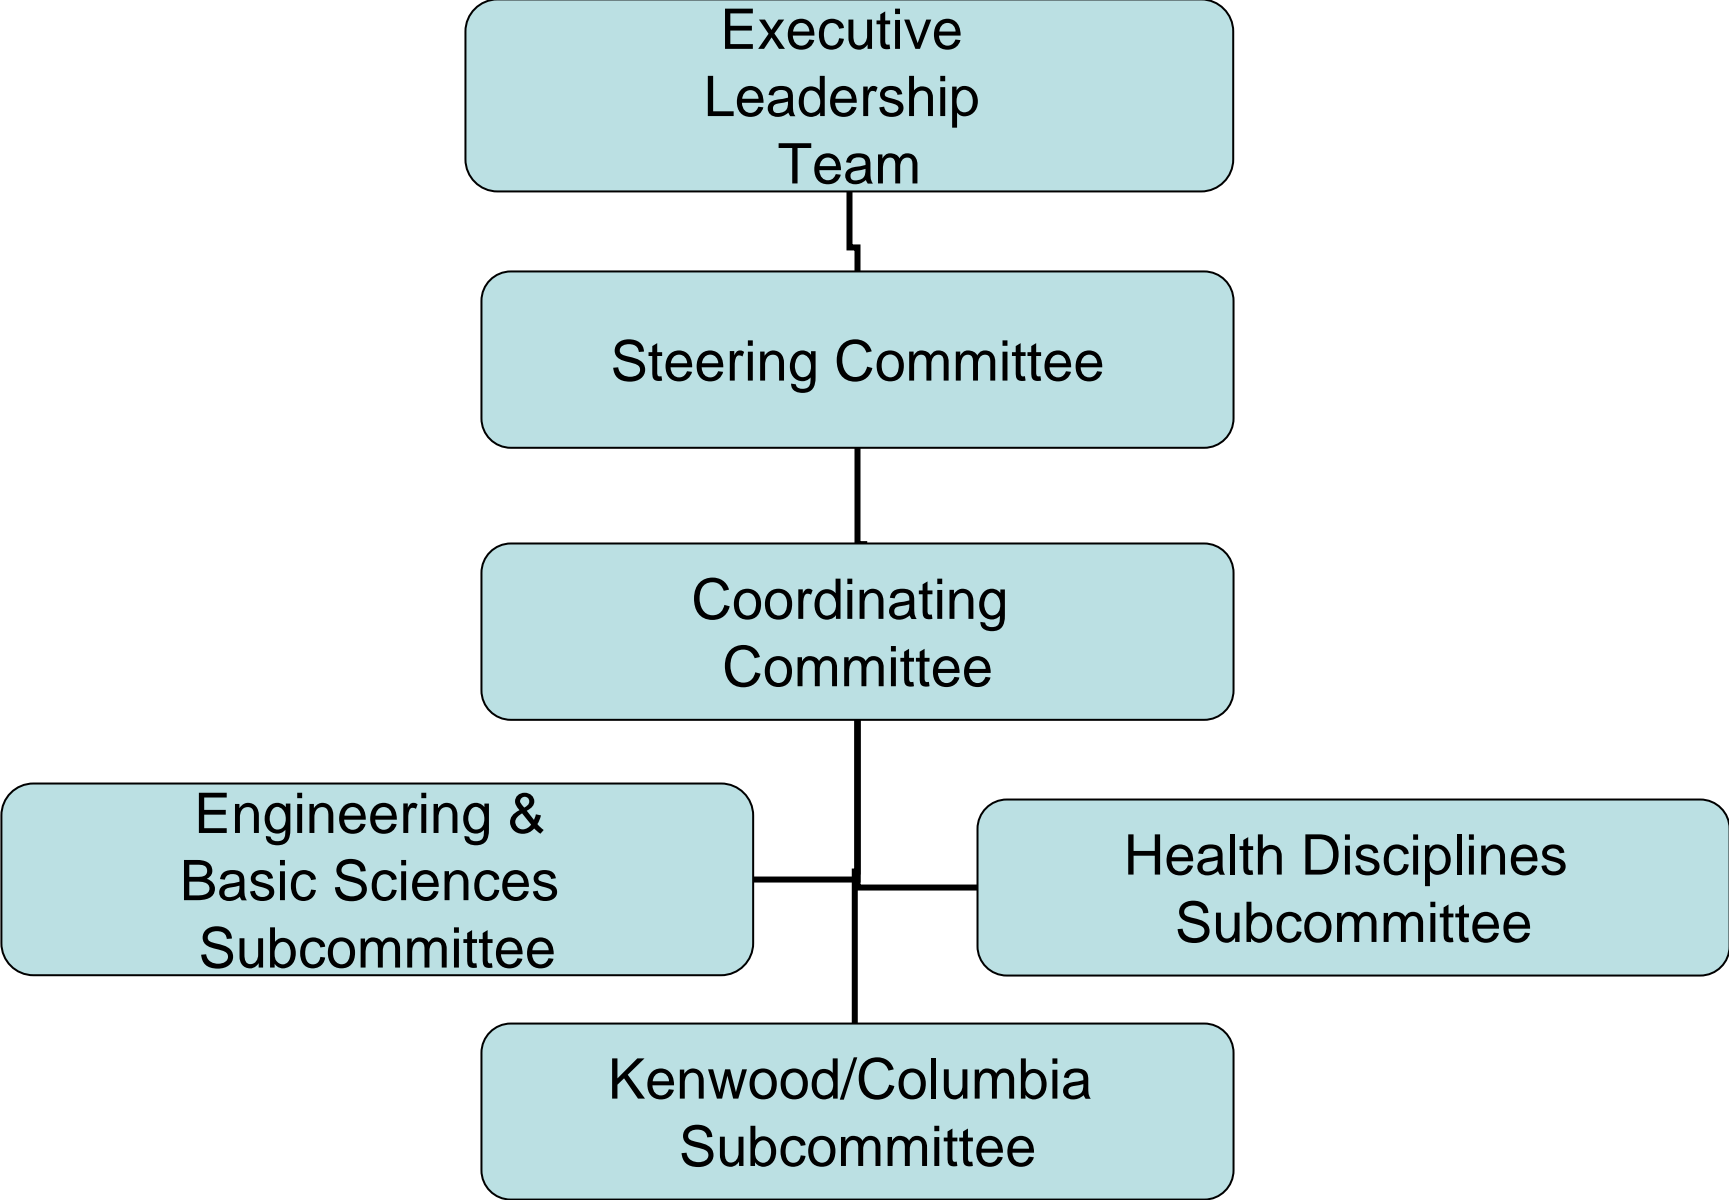 Executive
Leadership
Team
Steering Committee
Coordinating
Committee
Engineering &
Basic Sciences
Subcommittee
Health Disciplines
Subcommittee
Kenwood/Columbia
Subcommittee